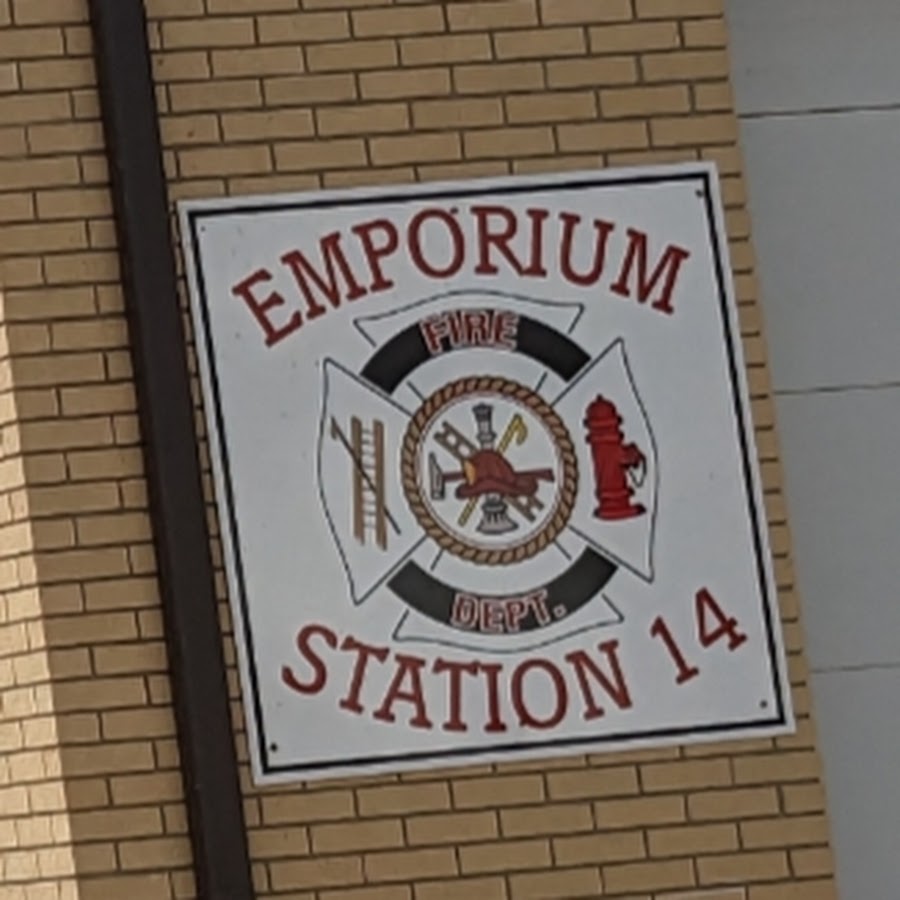 EMPORIUM
FIRE
DEPT.
STATION 14